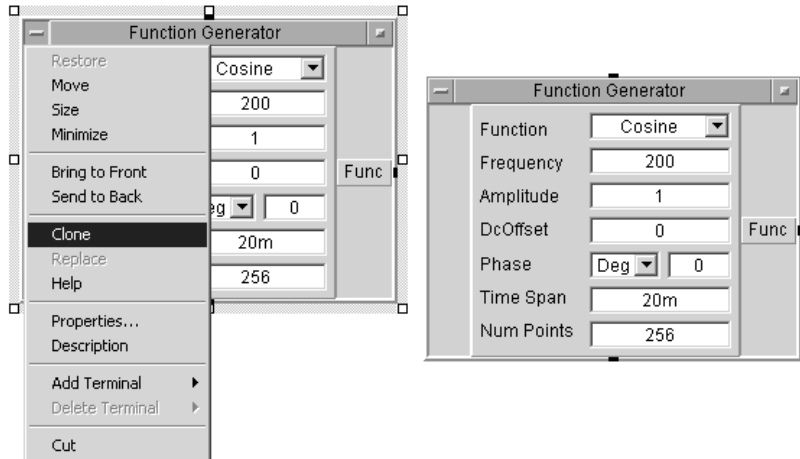 Function Generator
Restore
Move
Size
Minimize
Bring to Front
Send to Back
Clone
Replace
Help
Properties...
Description
Add Terminal
Delete Terminal
Cut
Cosine
200
1
0
eg 0
20m
256
Func
Function Generator
Function Cosine
Frequency 200
Amplitude 1
DcOffset 0
Phase Deg 0
Time Span 20m
Num Points 256
Func